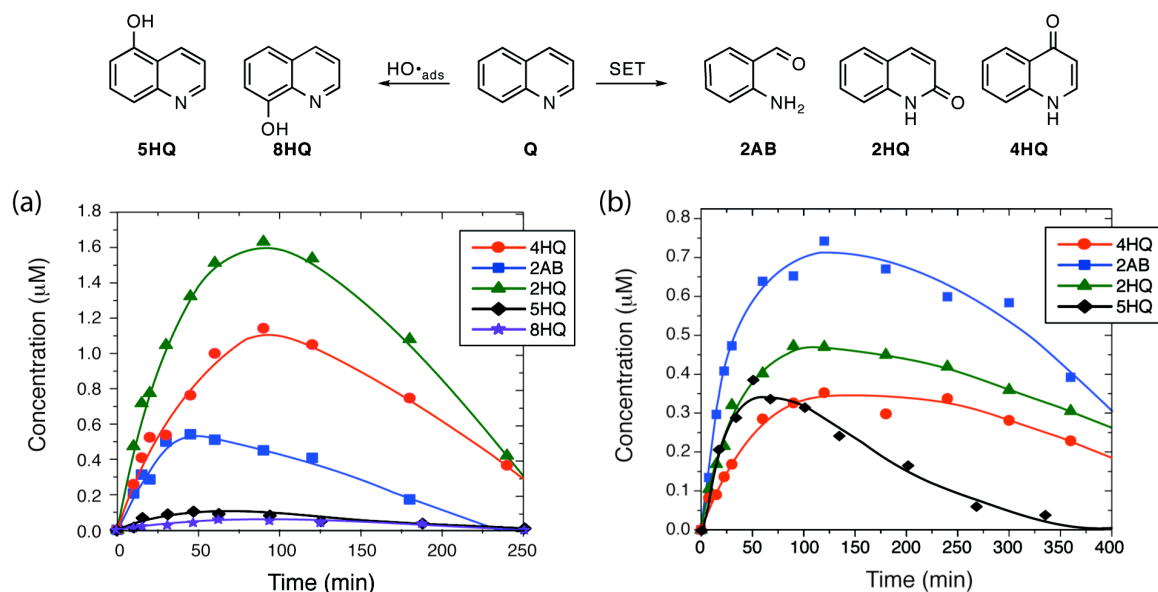 OH
N
N
OH
HO•ads
N
SET
O
NH2
N
H
O
O
N
H
5HQ
8HQ
Q
2AB
2HQ
4HQ
(a)
1.8
1.6
1.4
1.2
1.0
0.8
0.6
0.4
0.2
0.0
Concentration (μM)
0
50
100
150
200
250
Time (min)
4HQ
2AB
2HQ
5HQ
8HQ
(b)
0.8
0.7
0.6
0.5
0.4
0.3
0.2
0.1
0.0
Concentration (μM)
0
50
100
150
200
250
300
350
400
Time (min)
4HQ
2AB
2HQ
5HQ